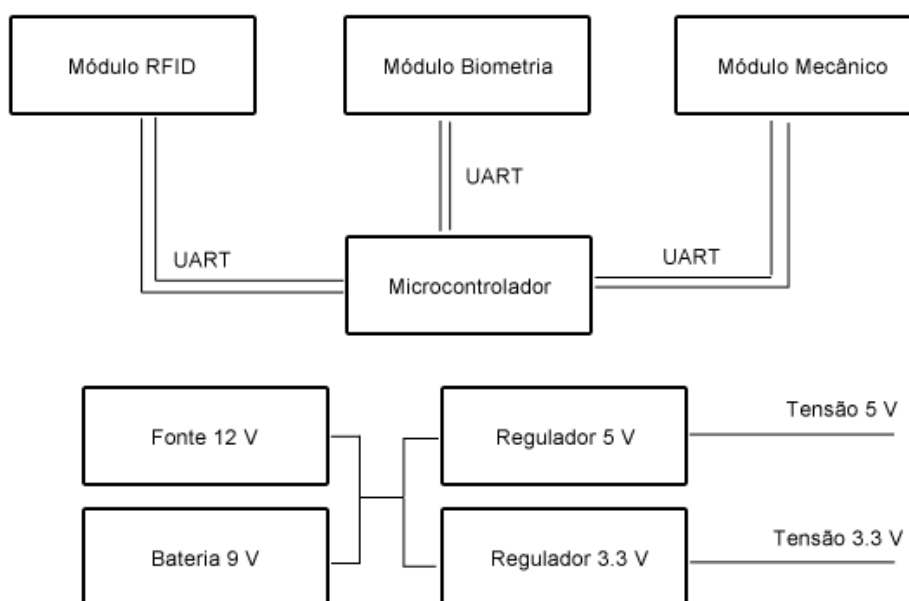 Módulo RFID
Módulo Biometria
Módulo Mecânico
UART
UART
UART
Microcontrolador
Fonte 12 V
Regulador 5 V
Tensão 5 V
Bateria 9 V
Regulador 3.3 V
Tensão 3.3 V